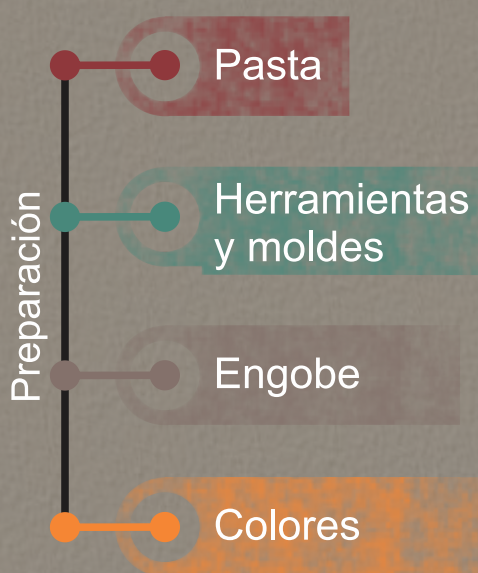 Preparación
Pasta
Herramientas
y moldes
Engobe
Colores